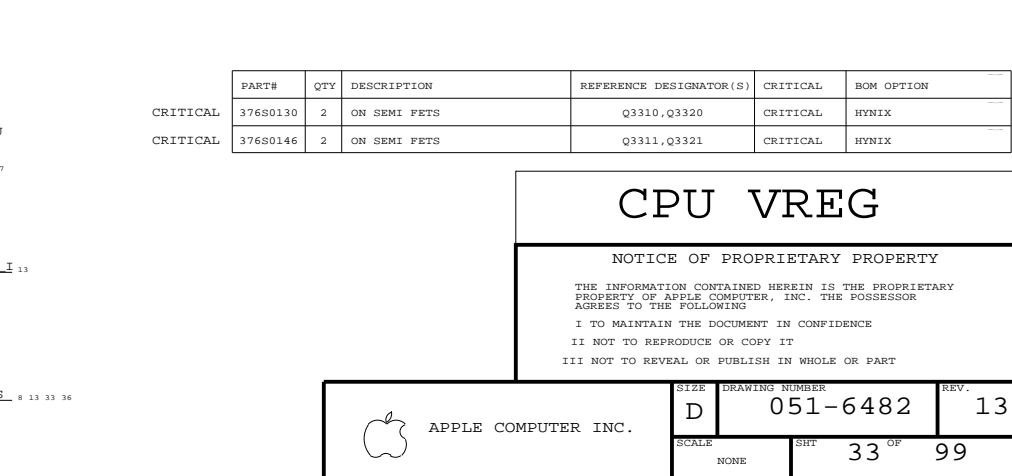 PART# QTY DESCRIPTION REFERENCE DESIGNATOR(S) CRITICAL BOM OPTION
CRITICAL 376S0130 2 ON SEMI FETS Q3310,Q3320 CRITICAL HYNIX
CRITICAL 376S0146 2 ON SEMI FETS Q3311,Q3321 CRITICAL HYNIX
7
CPU VREG
NOTICE OF PROPRIETARY PROPERTY
_I 13
THE INFORMATION CONTAINED HEREIN IS THE PROPRIETARY
PROPERTY OF APPLE COMPUTER, INC. THE POSSESSOR
AGREES TO THE FOLLOWING
I TO MAINTAIN THE DOCUMENT IN CONFIDENCE
II NOT TO REPRODUCE OR COPY IT
III NOT TO REVEAL OR PUBLISH IN WHOLE OR PART
8 13 33 36
APPLE COMPUTER INC.
SIZE DRAWING NUMBER REV.
D 051-6482 13
SCALE SHT 33 OF 99
NONE